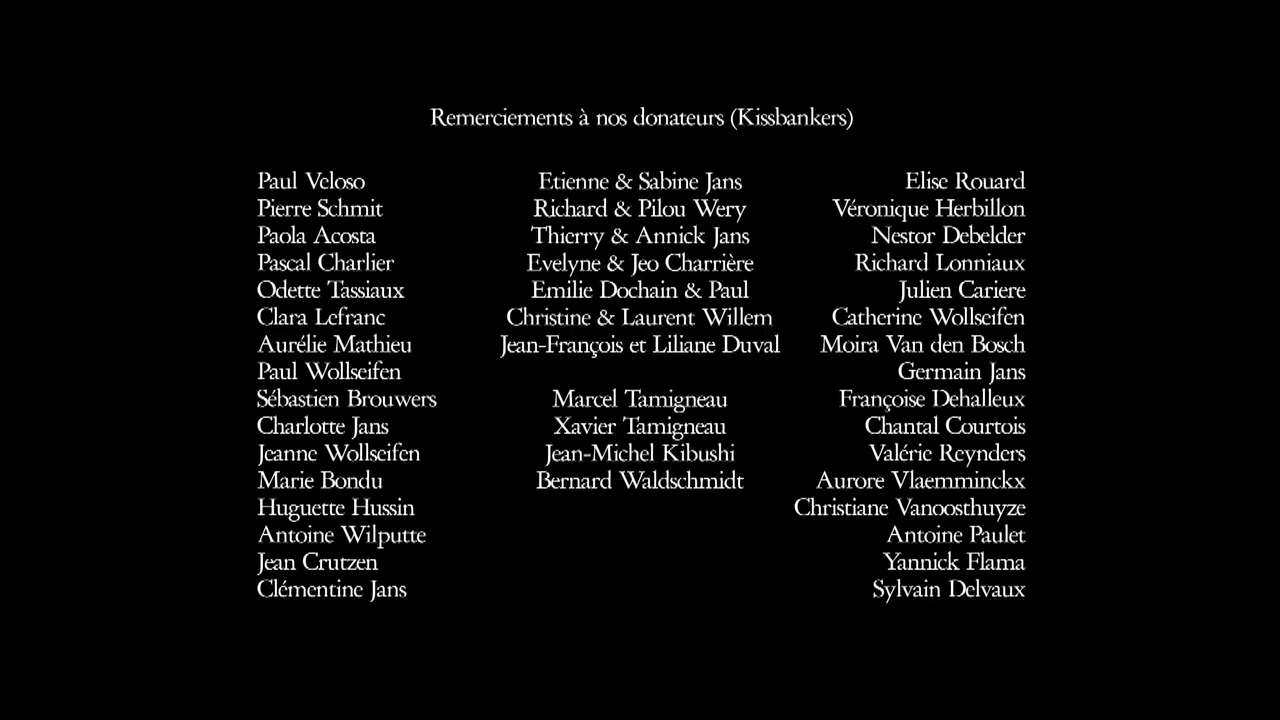 Remerciements à nos donateurs (Kissbankers)
Paul Veloso
Pierre Schmit
Paola Acosta
Pascal Charlier
Odette Tassiaux
Clara Lefranc
Aurélie Mathieu
Paul Wollseifen
Sébastien Brouwers
Charlotte Jans
Jeanne Wollseifen
Marie Bondu
Huguette Hussin
Antoine Wilputte
Jean Crutzen
Clémentine Jans
Etienne & Sabine Jans
Richard & Pilou Wery
Thierry & Annick Jans
Evelyne & Jeo Charrière
Emilie Dochain & Paul
Christine & Laurent Willem
Jean-François et Liliane Duval
Marcel Tamigneau
Xavier Tamigneau
Jean-Michel Kibushi
Bernard Waldschmidt
Elise Rouard
Véronique Herbillon
Nestor Debelder
Richard Lonniaux
Julien Cariere
Catherine Wollseifen
Moira Van den Bosch
Germain Jans
Françoise Dehalleux
Chantal Courtois
Valérie Reynders
Aurore Vlaemminckx
Christiane Vanoosthuyze
Antoine Paulet
Yannick Flama
Sylvain Delvaux